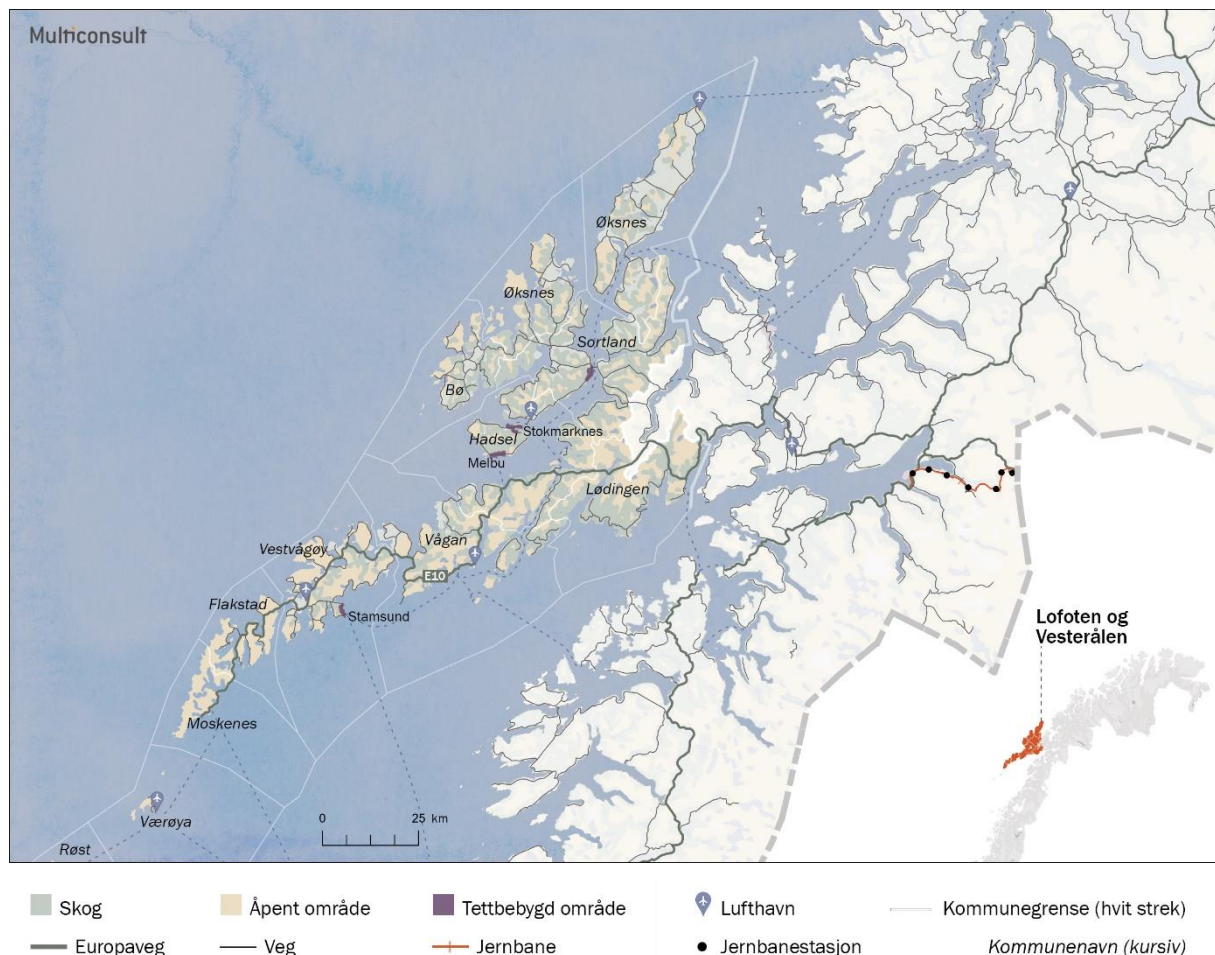 Multiconsult
Øksnes
Øksnes
Sortland
Bø
Hadsel
Stokmarknes
Melbu
Lødingen
Vågan
Vestvågøy
E10
Flakstad
Stamsund
Lofoten og
Vesterålen
Moskenes
Værøya
0 25 km
Røst
Skog
Åpent område
Tettbebygd område
Lufthavn
Kommunegrense (hvit strek)
Europaveg
Veg
Jernbane
Jernbanestasjon
Kommunenavn (kursiv)